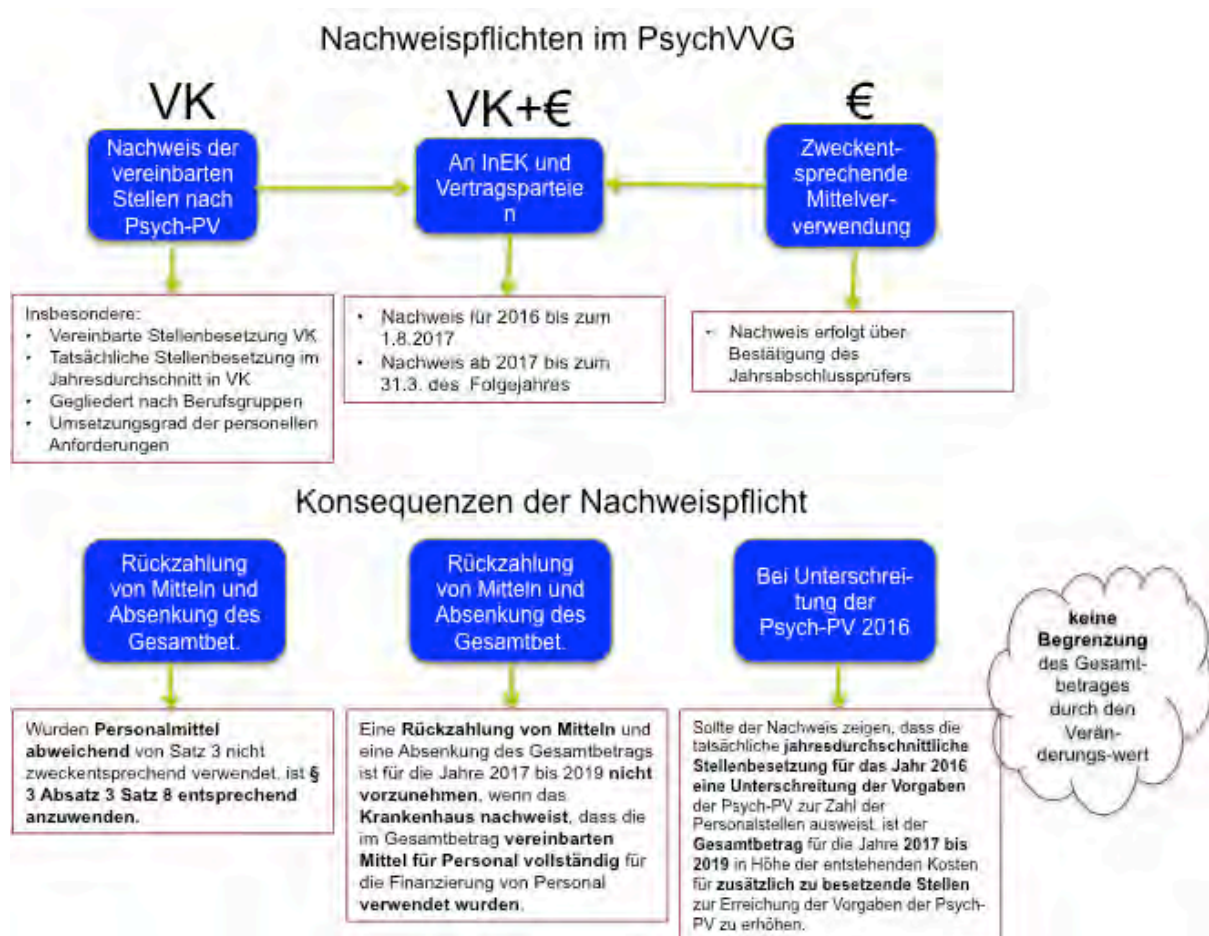 Nachweispflichten im PsychVVG
VK
Nachweis der
vereinbarten
Stellen nach
Psych-PV
VK+€
An InEK und
Vertragsparteie
n
€
Zweckent-
sprechende
Mittelver-
verwendung
Insbesondere:
• Vereinbarte Stellenbesetzung VK
• Tatsächliche Stellenbesetzung im
Jahresdurchschnitt in VK
• Gegliedert nach Berufsgruppen
• Umsetzungsgrad der personellen
Anforderungen
• Nachweis für 2016 bis zum
1.8.2017
• Nachweis ab 2017 bis zum
31.3. des Folgejahres
• Nachweis erfolgt über
Bestätigung des
Jahrsabschlussprüfers
Konsequenzen der Nachweispflicht
Rückzahlung
von Mitteln und
Absenkung des
Gesamtbet.
Wurden Personalmittel
abweichend von Satz 3 nicht
zweckentsprechend verwendet, ist §
3 Absatz 3 Satz 8 entsprechend
anzuwenden.
Rückzahlung
von Mitteln und
Absenkung des
Gesamtbet.
Eine Rückzahlung von Mitteln und
eine Absenkung des Gesamtbetrags
ist für die Jahre 2017 bis 2019 nicht
vorzunehmen, wenn das
Krankenhaus nachweist, dass die
im Gesamtbetrag vereinbarten
Mittel für Personal vollständig für
die Finanzierung von Personal
verwendet wurden.
Bei Unterschrei-
tung der
Psych-PV 2016
Sollte der Nachweis zeigen, dass die
tatsächliche jahresdurchschnittliche
Stellenbesetzung für das Jahr 2016
eine Unterschreitung der Vorgaben
der Psych-PV zur Zahl der
Personalstellen ausweist, ist der
Gesamtbetrag für die Jahre 2017 bis
2019 in Höhe der entstehenden Kosten
für zusätzlich zu besetzende Stellen
zur Erreichung der Vorgaben der Psych-
PV zu erhöhen.
keine
Begrenzung
des Gesamt-
betrages
durch den
Verän-
derungs-wert